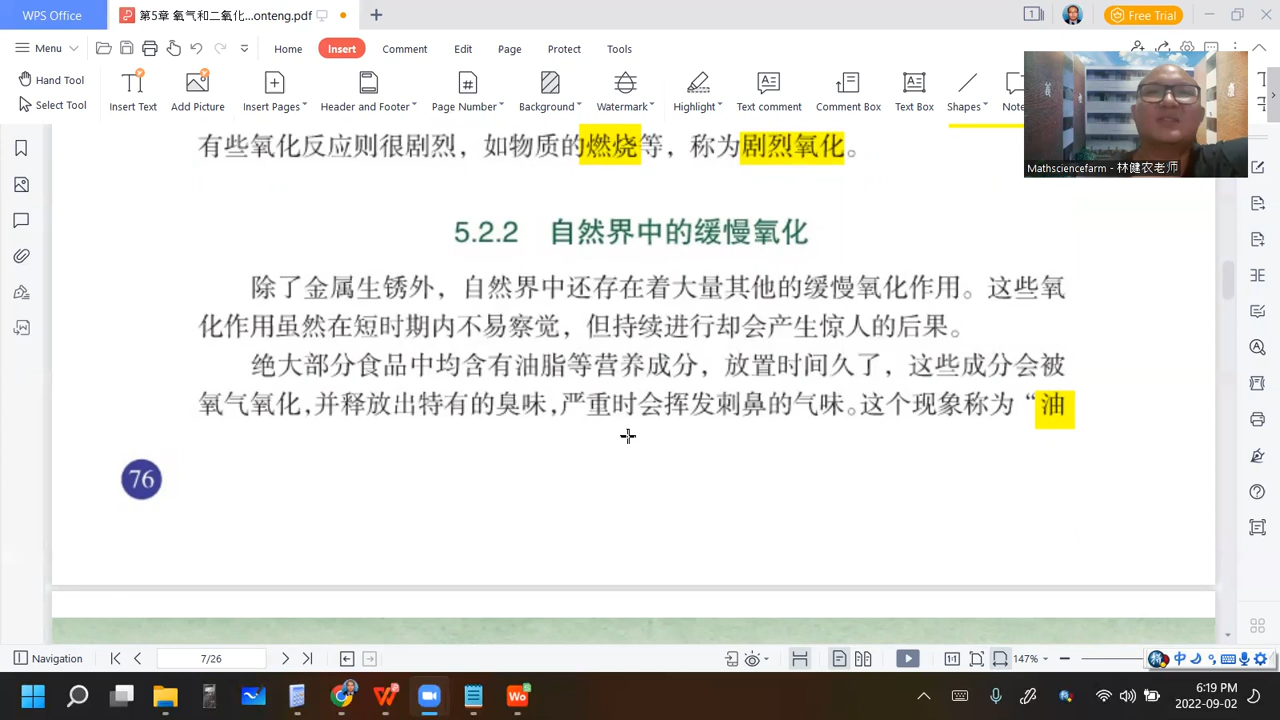 WPS Office
第5章 氧气和二氧化...onteng.pdf
1
Free Trial
Menu
Home
Insert
Comment
Edit
Page
Protect
Tools
Hand Tool
Select Tool
Insert Text
Add Picture
Insert Pages
Header and Footer
Page Number
Background
Watermark
Highlight
Text comment
Comment Box
Text Box
Shapes
Note
Mathsciencefarm - 林健农老师
有些氧化反应则很剧烈，如物质的燃烧等，称为剧烈氧化。
5.2.2 自然界中的缓慢氧化
除了金属生锈外，自然界中还存在着大量其他的缓慢氧化作用。这些氧
化作用虽然在短时期内不易察觉，但持续进行却会产生惊人的后果。
绝大部分食品中均含有油脂等营养成分，放置时间久了，这些成分会被
氧气氧化，并释放出特有的臭味，严重时会挥发刺鼻的气味。这个现象称为“油
76
Navigation
7/26
147%
中
6:19 PM
2022-09-02